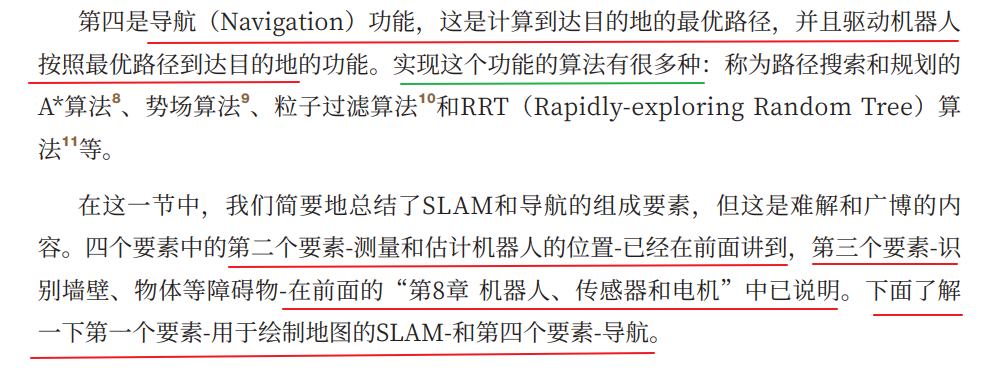 第四是导航（Navigation）功能，这是计算到达目的地的最优路径，并且驱动机器人
按照最优路径到达目的地的功能。实现这个功能的算法有很多种：称为路径搜索和规划的
A*算法8、势场算法9、粒子过滤算法10和RRT（Rapidly-exploring Random Tree）算
法11等。
在这一节中，我们简要地总结了SLAM和导航的组成要素，但这是难解和广博的内
容。四个要素中的第二个要素-测量和估计机器人的位置-已经在前面讲到，第三个要素-识
别墙壁、物体等障碍物-在前面的“第8章 机器人、传感器和电机”中已说明。下面了解
一下第一个要素-用于绘制地图的SLAM-和第四个要素-导航。